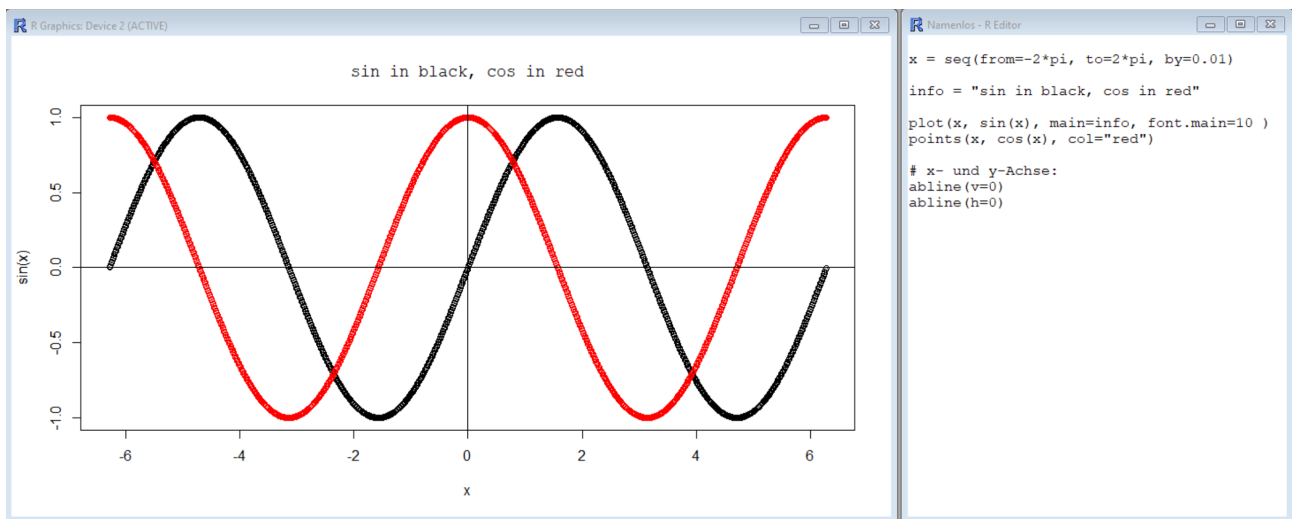 R Graphics: Device 2 (ACTIVE)
sin in black, cos in red
sin(x)
1.0
0.5
0.0
-0.5
-1.0
-6 -4 -2 0 2 4 6
x
Namenlos - R Editor
x = seq(from=-2*pi, to=2*pi, by=0.01)
info = "sin in black, cos in red"
plot(x, sin(x), main=info, font.main=10 )
points(x, cos(x), col="red")
# x- und y-Achse:
abline(v=0)
abline(h=0)